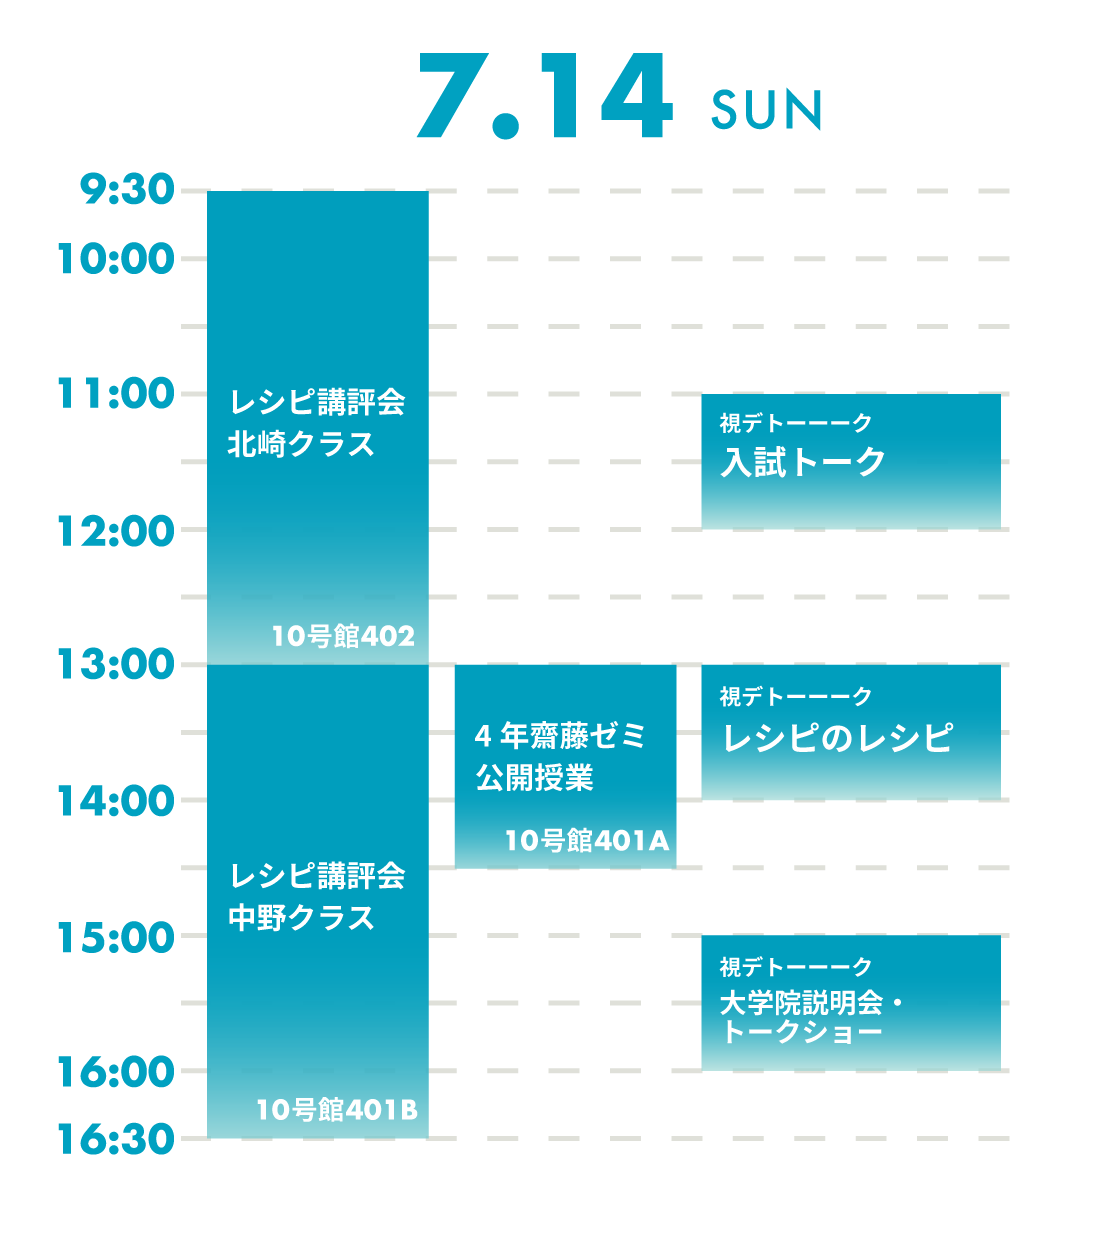 7.14 SUN
9:30
10:00
11:00
12:00
13:00
14:00
15:00
16:00
16:30
レシピ講評会
北崎クラス
10号館402
レシピ講評会
中野クラス
10号館401B
4 年齋藤ゼミ
公開授業
10号館401A
視デトーーーク
入試トーク
視デトーーーク
レシピのレシピ
視デトーーーク
大学院説明会・
トークショー